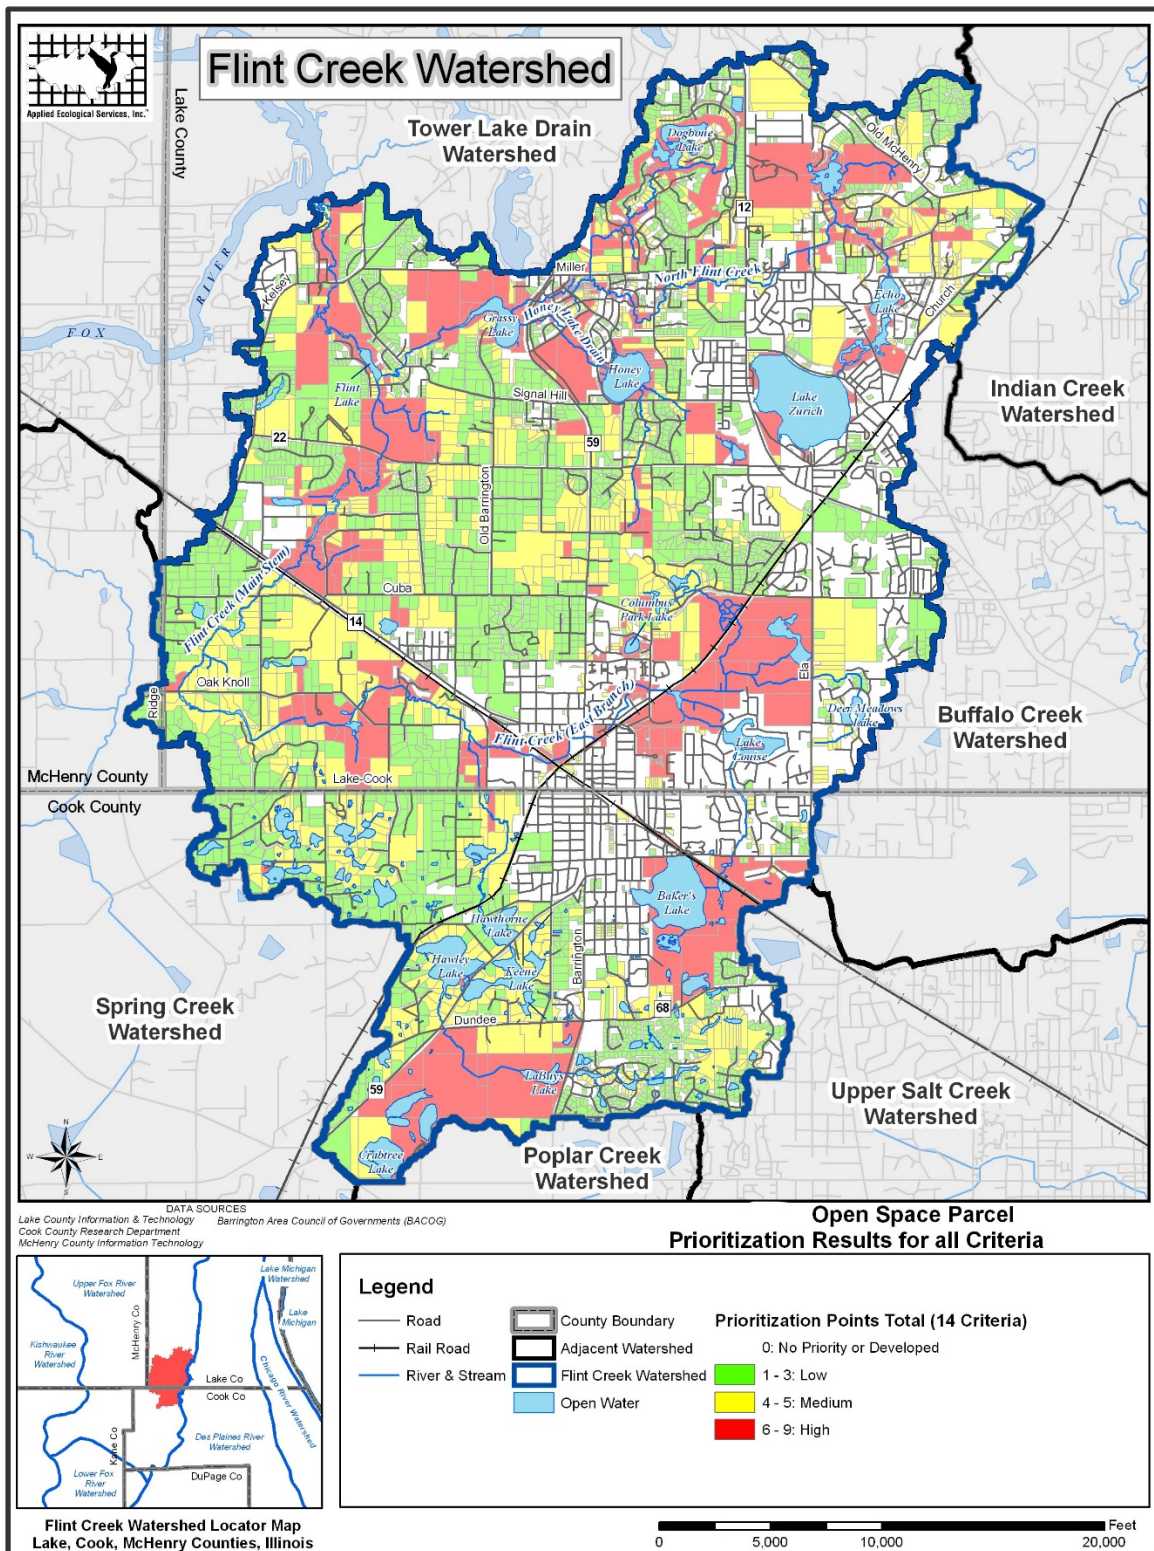 Flint Creek Watershed
Applied Ecological Services, Inc.
Lake County
Tower Lake Drain
Watershed
Dogbone
Lake
Old McHenry
12
FOX
RIVER
Kelsey
Miller
North Flint Creek
Grassy
Lake
Honey Lake Drain
Echo
Lake
Church
Flint
Lake
Honey
Lake
Signal Hill
Lake
Zurich
Indian Creek
Watershed
22
59
Old Barrington
Flint Creek (Main Stem)
Cuba
Columbus
Park Lake
14
Ela
Ridge
Oak Knoll
Flint Creek (East Branch)
Deer Meadows
Lake
Lake
Louise
Buffalo Creek
Watershed
McHenry County
Lake-Cook
Cook County
Baker's
Lake
Hawthorne
Lake
Hawley
Lake
Keene
Lake
Barrington
Spring Creek
Watershed
Dundee
68
59
LaBuys
Lake
Upper Salt Creek
Watershed
Crabtree
Lake
Poplar Creek
Watershed
N
W
E
S
DATA SOURCES
Lake County Information & Technology
Barrington Area Council of Governments (BACOG)
Cook County Research Department
McHenry County Information Technology
Open Space Parcel
Prioritization Results for all Criteria
Upper Fox River
Watershed
Lake Michigan
Watershed
Lake
Michigan
McHenry Co
Kishwaukee
River
Watershed
Lake Co
Cook Co
Chicago River Watershed
Kane Co
Des Plaines River
Watershed
Lower Fox
River
Watershed
DuPage Co
Flint Creek Watershed Locator Map
Lake, Cook, McHenry Counties, Illinois
Legend
Road
Rail Road
River & Stream
County Boundary
Adjacent Watershed
Flint Creek Watershed
Open Water
Prioritization Points Total (14 Criteria)
0: No Priority or Developed
1 - 3: Low
4 - 5: Medium
6 - 9: High
Feet
0
5,000
10,000
20,000